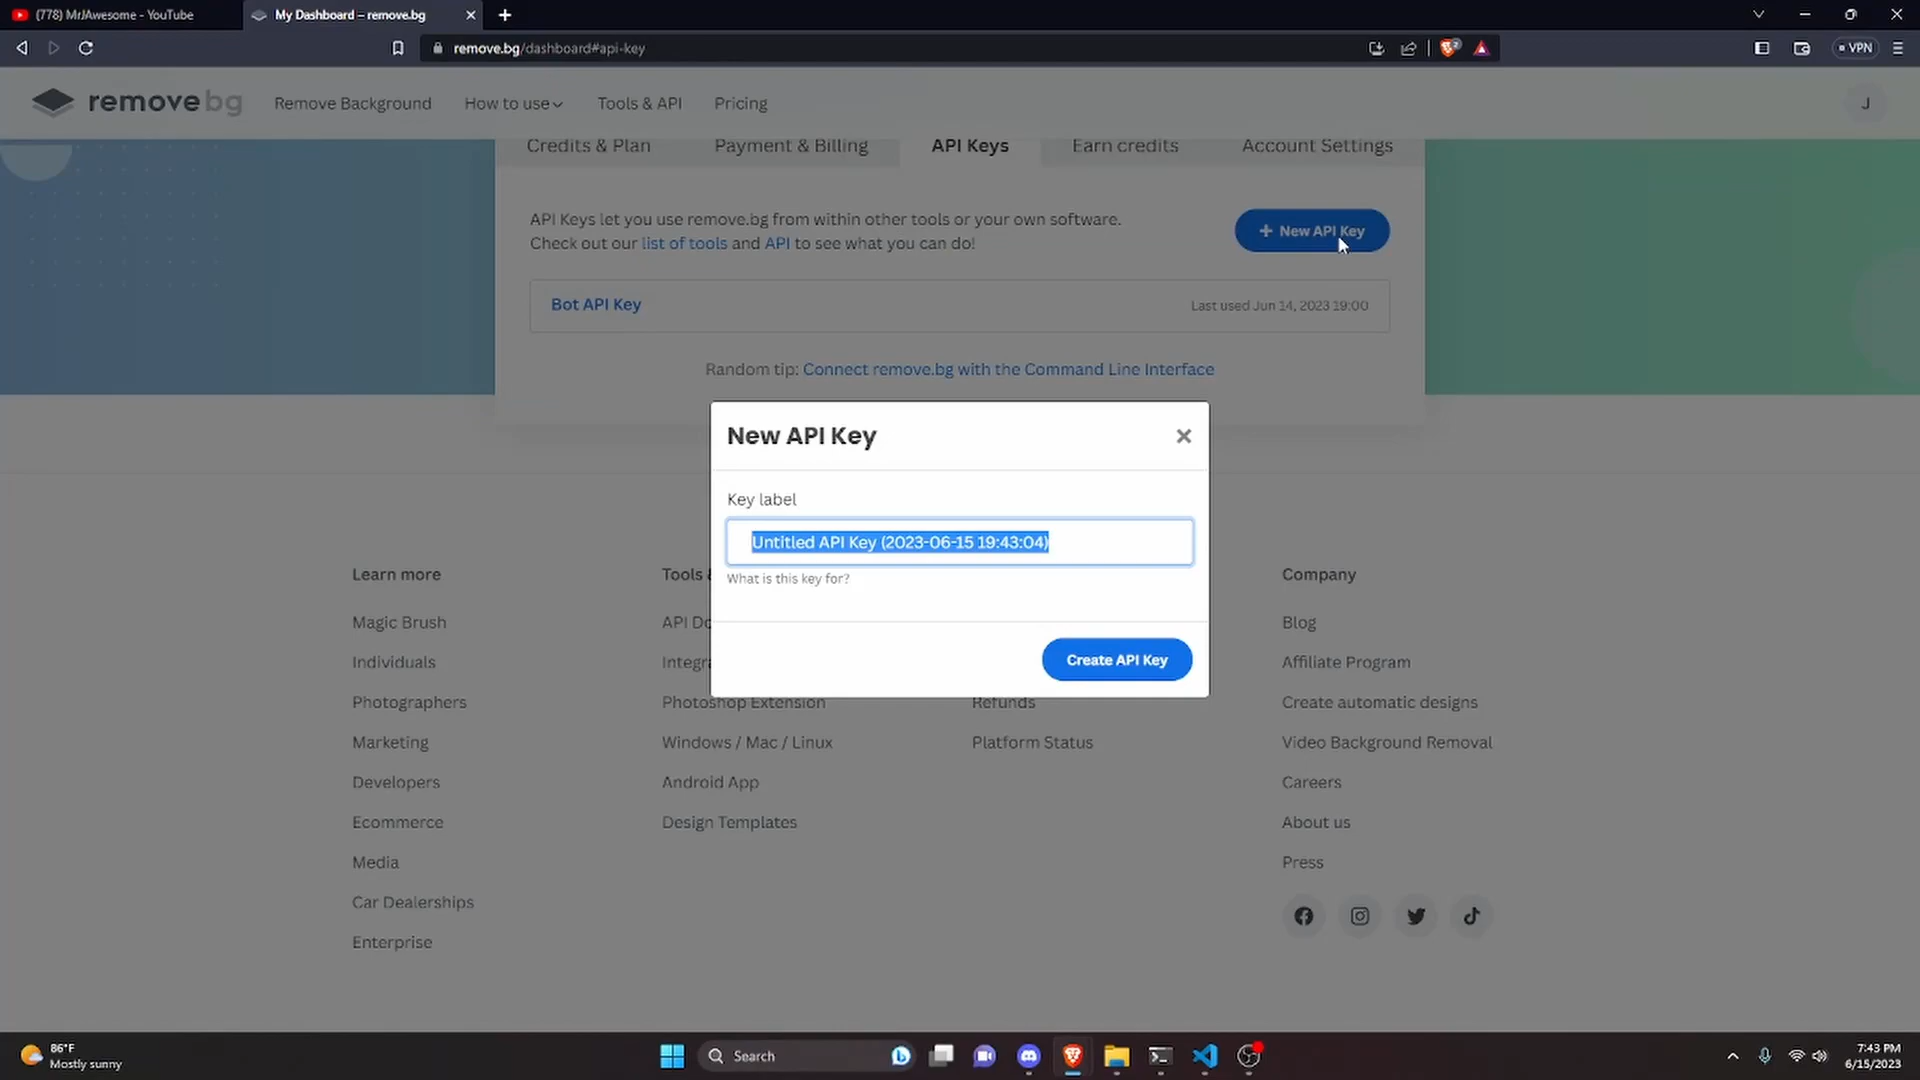 (778) MrJAwesome - YouTube
My Dashboard – remove.bg
remove.bg/dashboard#api-key
VPN
remove bg
Remove Background
How to use
Tools & API
Pricing
J
Credits & Plan
Payment & Billing
API Keys
Earn credits
Account Settings
API Keys let you use remove.bg from within other tools or your own software.
Check out our list of tools and API to see what you can do!
+ New API Key
Bot API Key
Last used Jun 14, 2023 19:00
Random tip: Connect remove.bg with the Command Line Interface
New API Key
Key label
Untitled API Key (2023-06-15 19:43:04)
What is this key for?
Create API Key
Learn more
Magic Brush
Individuals
Photographers
Marketing
Developers
Ecommerce
Media
Car Dealerships
Enterprise
Tools
API Do
Integra
Photoshop Extension
Windows / Mac / Linux
Android App
Design Templates
Refunds
Platform Status
Company
Blog
Affiliate Program
Create automatic designs
Video Background Removal
Careers
About us
Press
86°F
Mostly sunny
Search
7:43 PM
6/15/2023